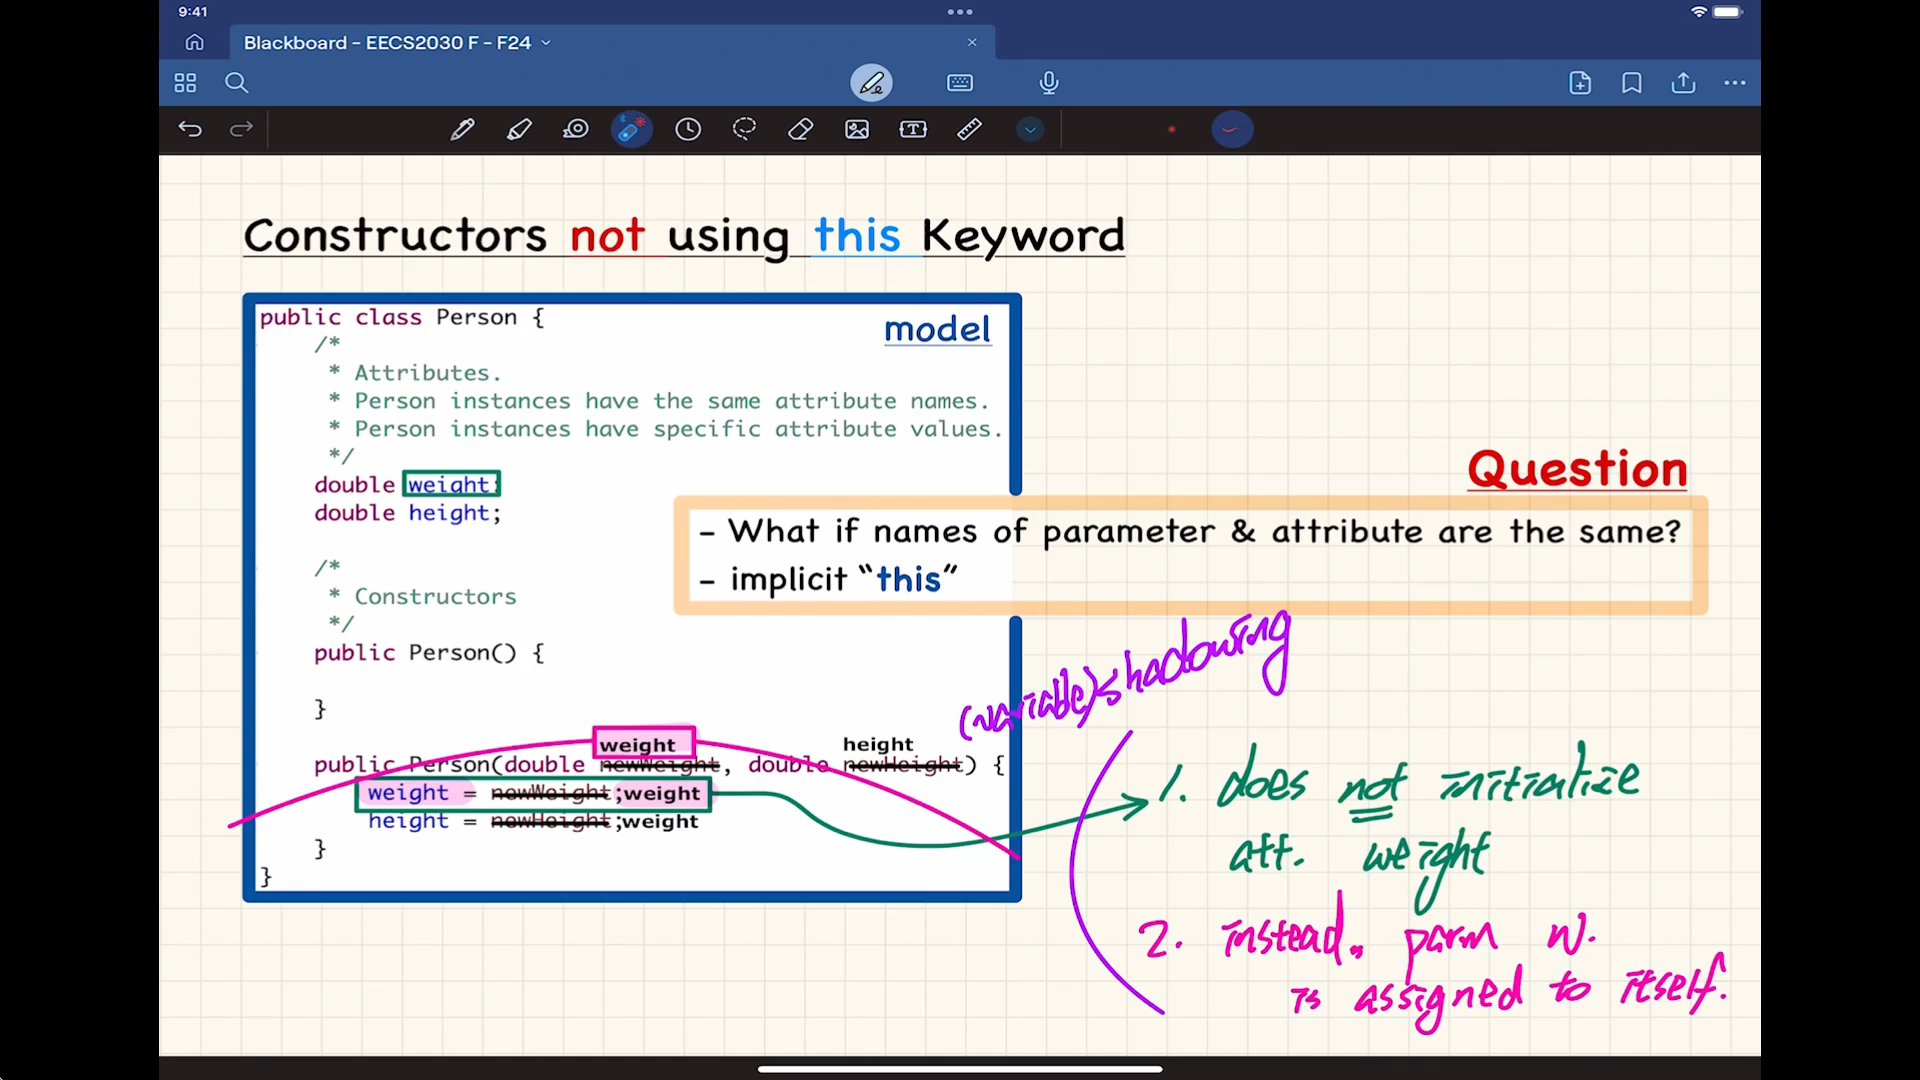 9:41
Blackboard - EECS2030 F - F24
Constructors not using this Keyword
public class Person {
model
/*
* Attributes.
* Person instances have the same attribute names.
* Person instances have specific attribute values.
*/
double weight;
double height;
Question
- What if names of parameter & attribute are the same?
- implicit “this”
/*
* Constructors
*/
public Person() {
}
(variable) shadowing
weight height
public Person(double newWeight, double newHeight) {
weight = newWeight;weight
height = newHeight;weight
}
}
1. does not initialize
att. weight
2. instead, parm w.
is assigned to itself.